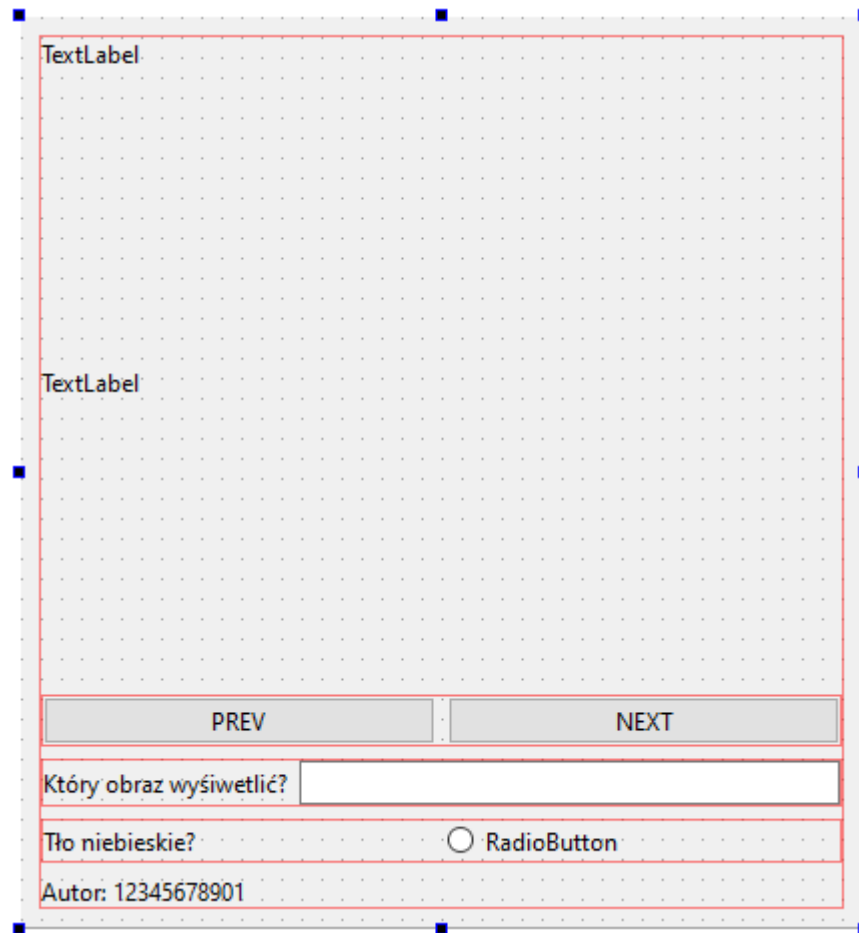 TextLabel
TextLabel
PREV NEXT
Który obraz wyśiwetlić?
Tło niebieskie? RadioButton
Autor: 12345678901